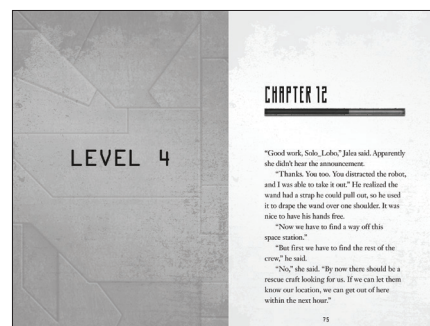 LEVEL 4
CHAPTER 12
"Good work, Solo_Lobo," Jalea said. Apparently
she didn't hear the announcement.
"Thanks. You too. You distracted the robot,
and I was able to take it out." He realized the
wand had a strap he could pull out, so he used
it to drape the wand over one shoulder. It was
nice to have his hands free.
"Now we have to find a way off this
space station."
"But first we have to find the rest of the
crew," he said.
"No," she said. "By now there should be a
rescue craft looking for us. If we can let them
know our location, we can get out of here
within the next hour."
75